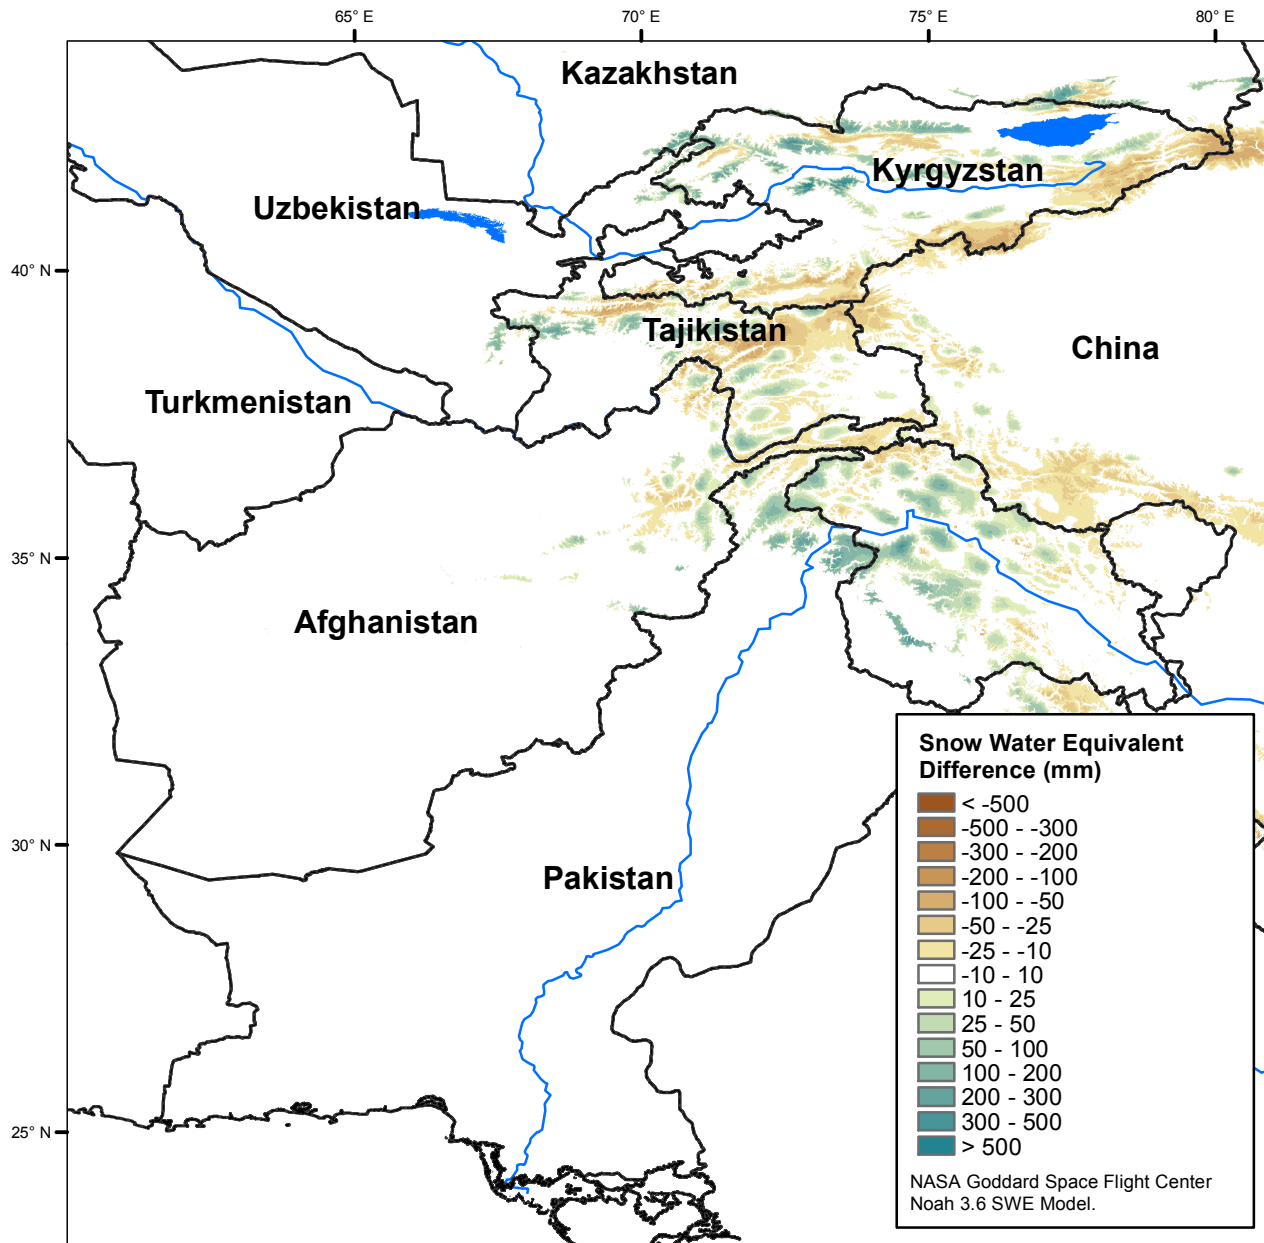 65° E
70° E
75° E
80° E
Kazakhstan
Kyrgyzstan
Uzbekistan
40° N
Tajikistan
China
Turkmenistan
35° N
Afghanistan
Snow Water Equivalent
Difference (mm)
< -500
-500 - -300
-300 - -200
-200 - -100
-100 - -50
-50 - -25
-25 - -10
-10 - 10
10 - 25
25 - 50
50 - 100
100 - 200
200 - 300
300 - 500
> 500
30° N
Pakistan
25° N
NASA Goddard Space Flight Center
Noah 3.6 SWE Model.